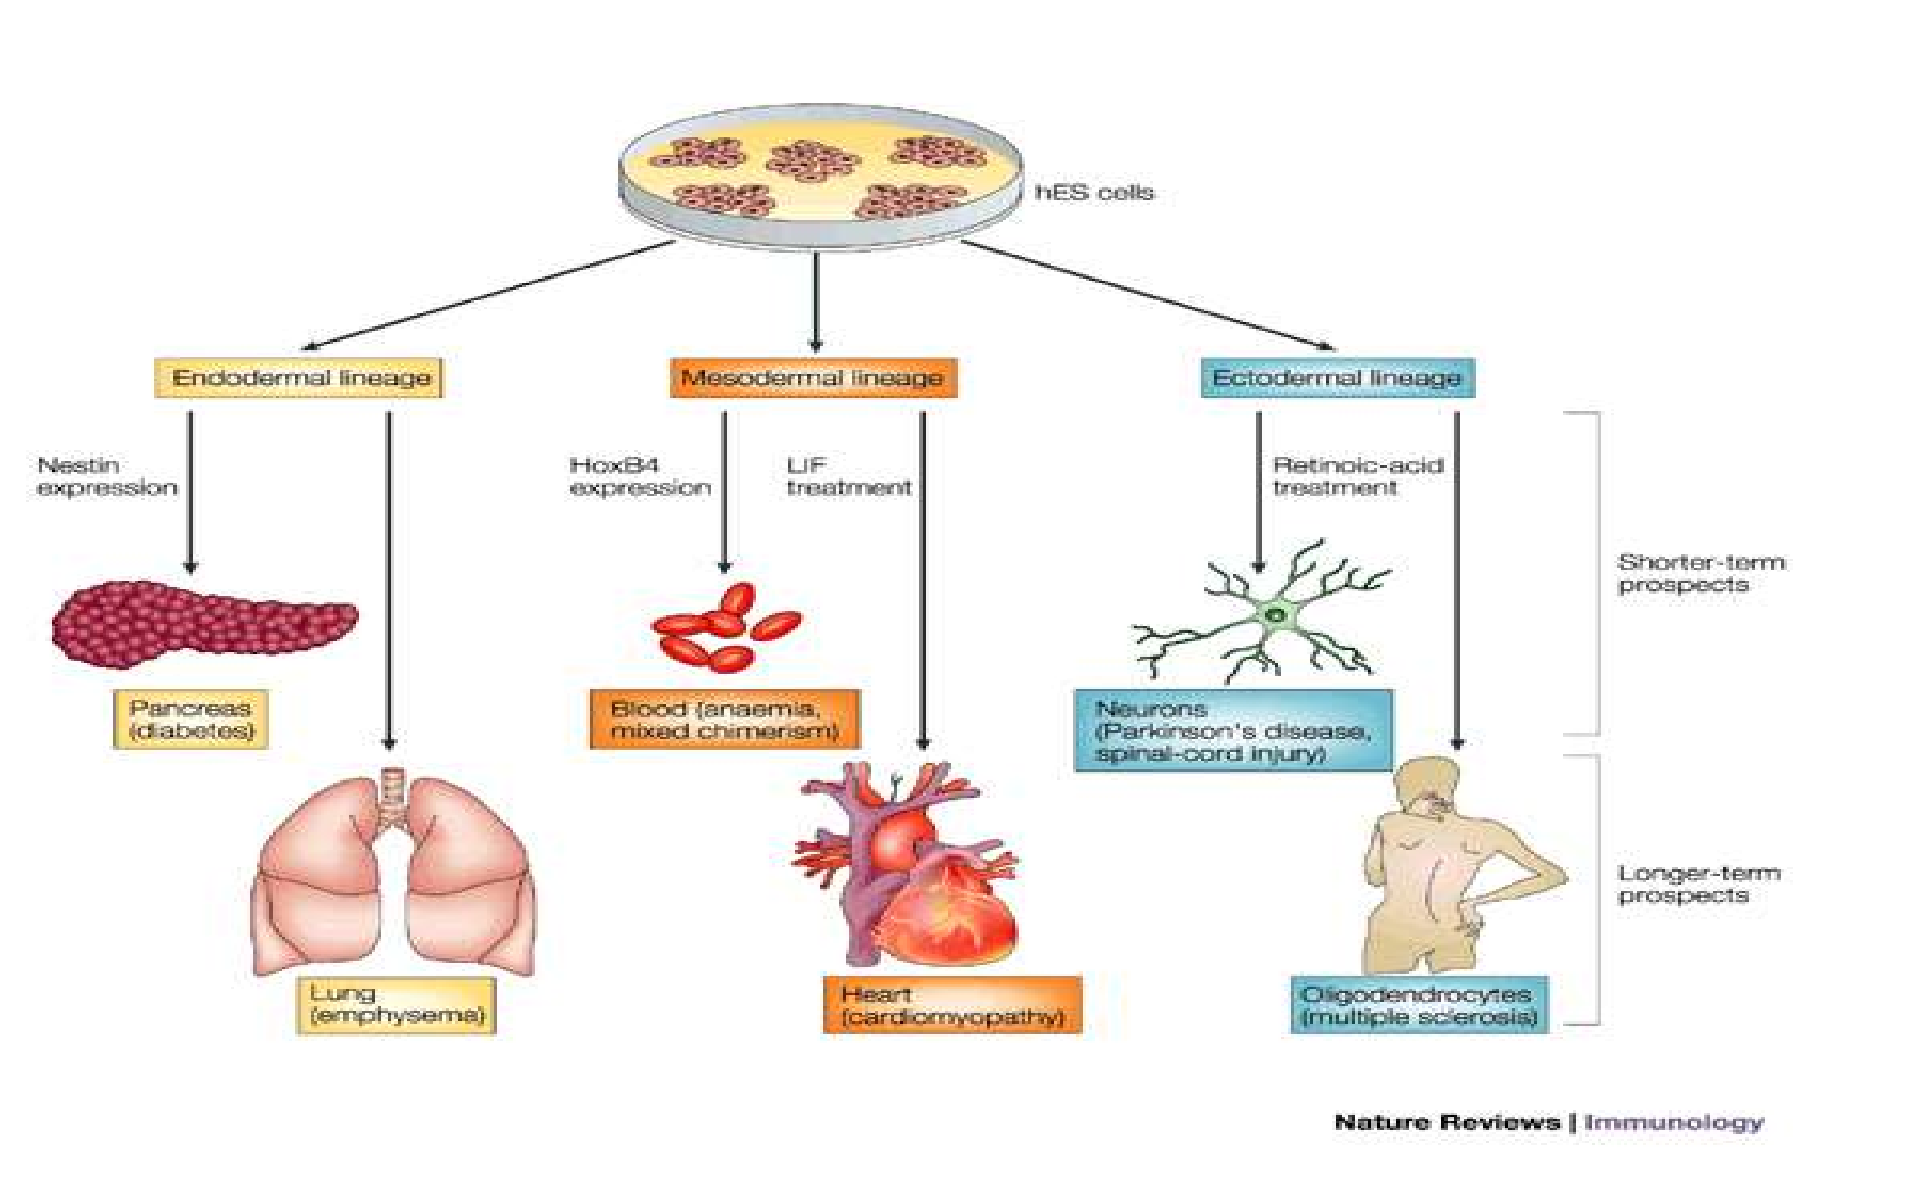 hES cells
Endodermal lineage
Mesodermal lineage
Ectodermal lineage
Nestin
expression
HoxB4
expression
LIF
treatment
Retinoic-acid
treatment
Shorter-term
prospects
Pancreas
(diabetes)
Blood (anaemia,
mixed chimerism)
Neurons
(Parkinson's disease,
spinal-cord injury)
Longer-term
prospects
Lung
(emphysema)
Heart
(cardiomyopathy)
Oligodendrocytes
(multiple sclerosis)
Nature Reviews | Immunology